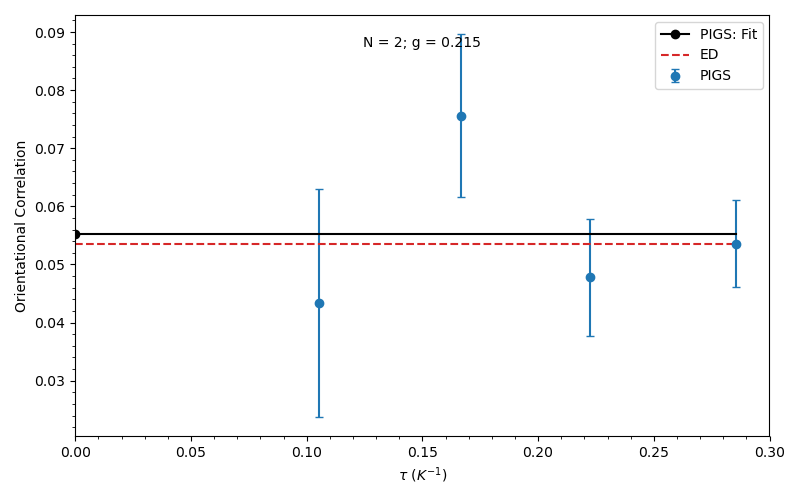 N = 2; g = 0.215
PIGS: Fit
ED
PIGS
Orientational Correlation
0.09
0.08
0.07
0.06
0.05
0.04
0.03
0.00 0.05 0.10 0.15 0.20 0.25 0.30
τ (K⁻¹)